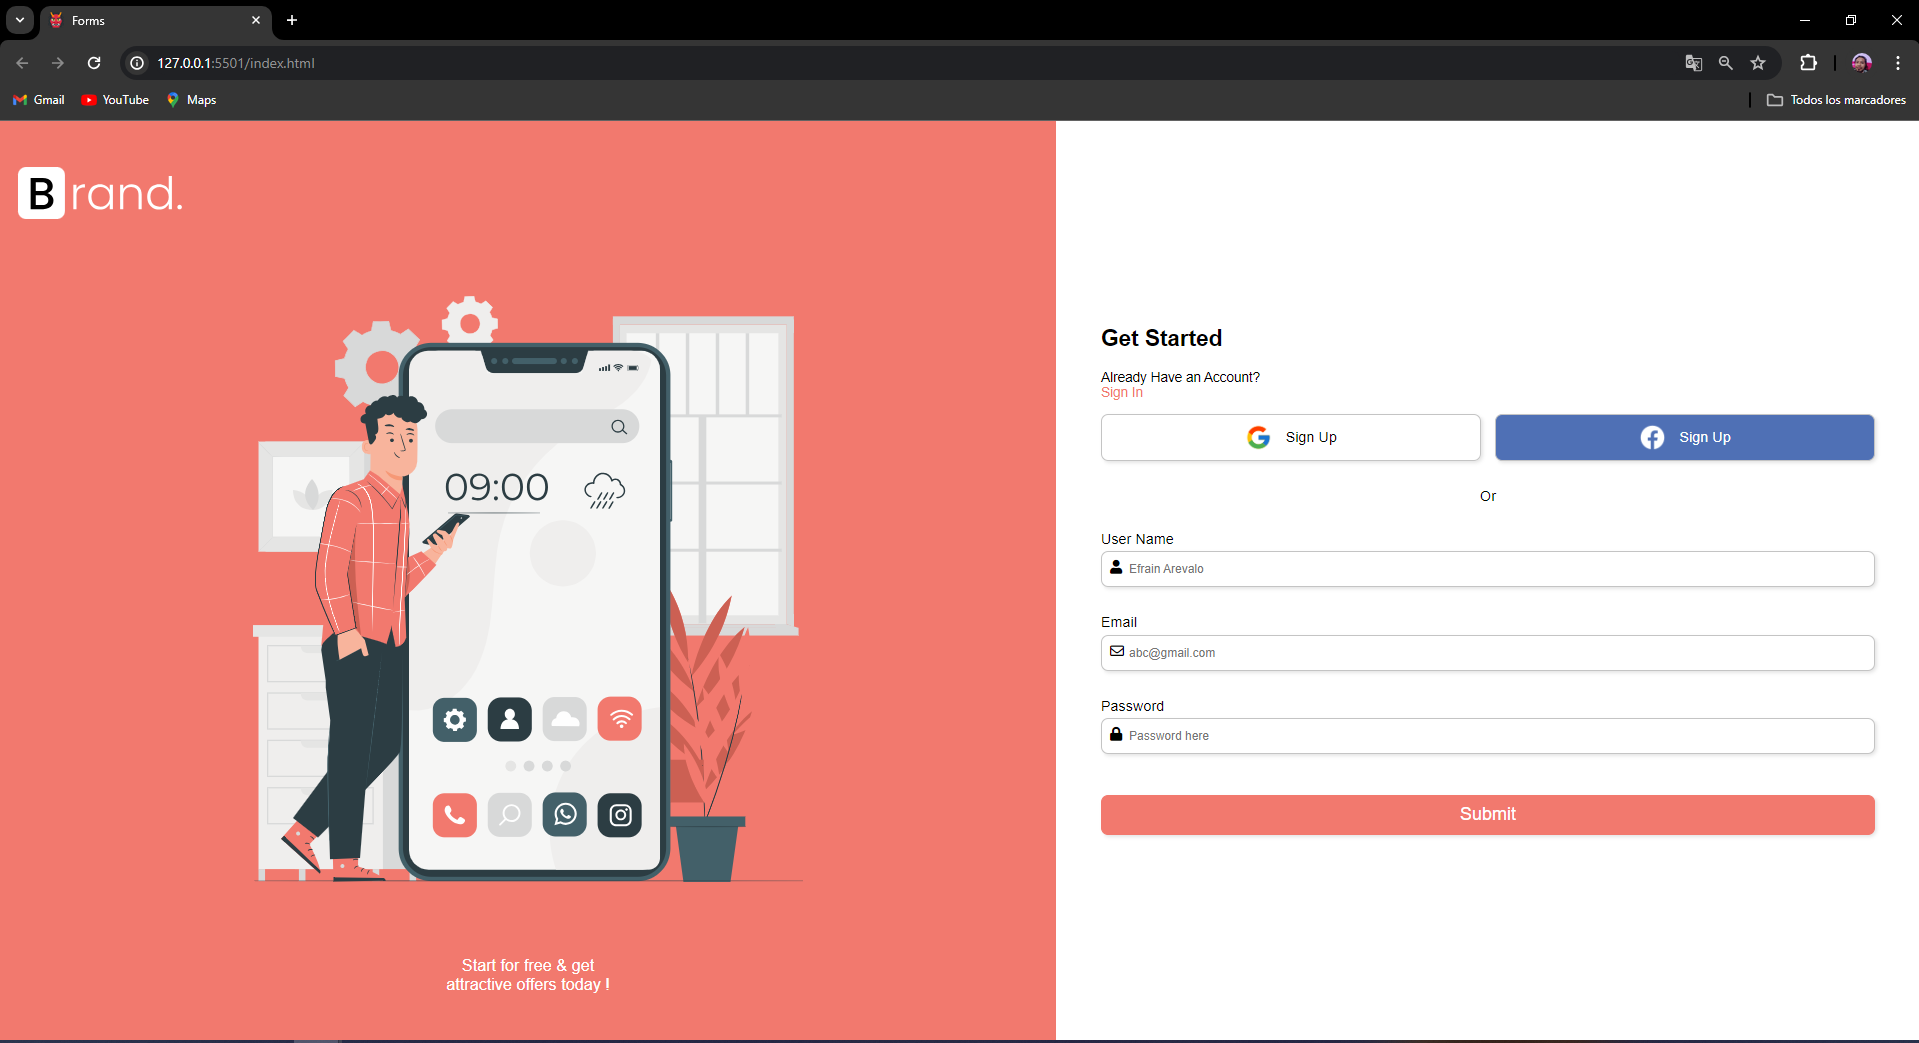 Forms
127.0.0.1:5501/index.html
Gmail YouTube Maps Todos los marcadores
Brand.
09:00
Start for free & get
attractive offers today !
Get Started
Already Have an Account?
Sign In
Sign Up Sign Up
Or
User Name
Efrain Arevalo
Email
abc@gmail.com
Password
Password here
Submit